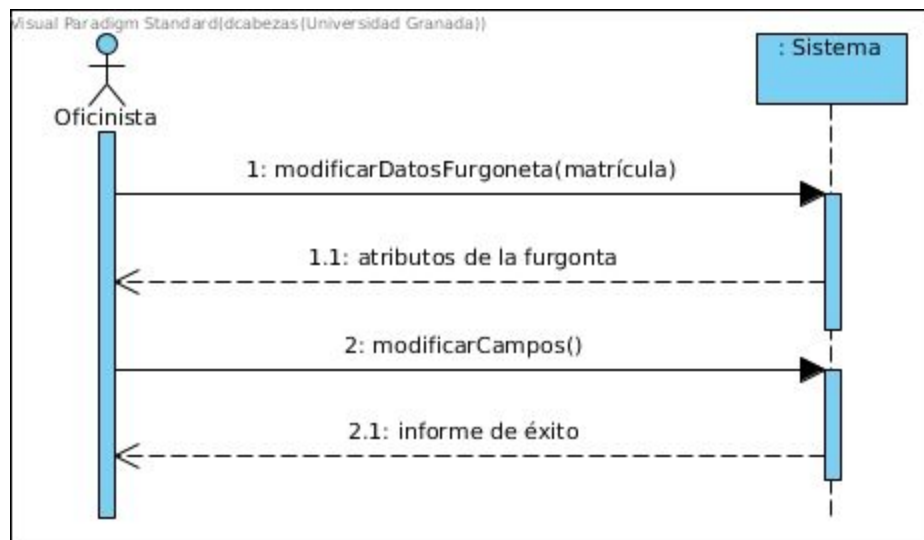 Visual Paradigm Standard(dcabezas(Universidad Granada))
: Sistema
Oficinista
1: modificarDatosFurgoneta(matrícula)
1.1: atributos de la furgonta
2: modificarCampos()
2.1: informe de éxito